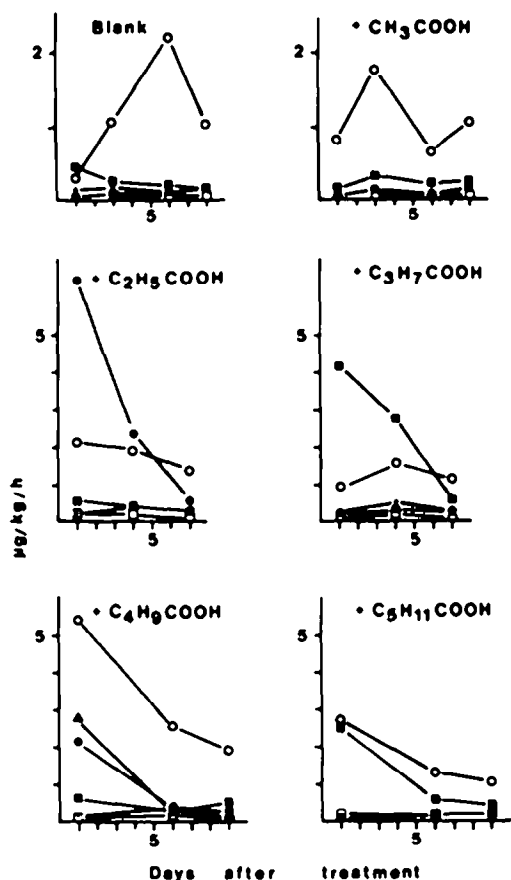 Blank
+ CH3COOH
2
2
5
5
+ C2H5COOH
+ C3H7COOH
5
5
5
5
µg/kg/h
+ C4H9COOH
+ C5H11COOH
5
5
5
5
Days after treatment